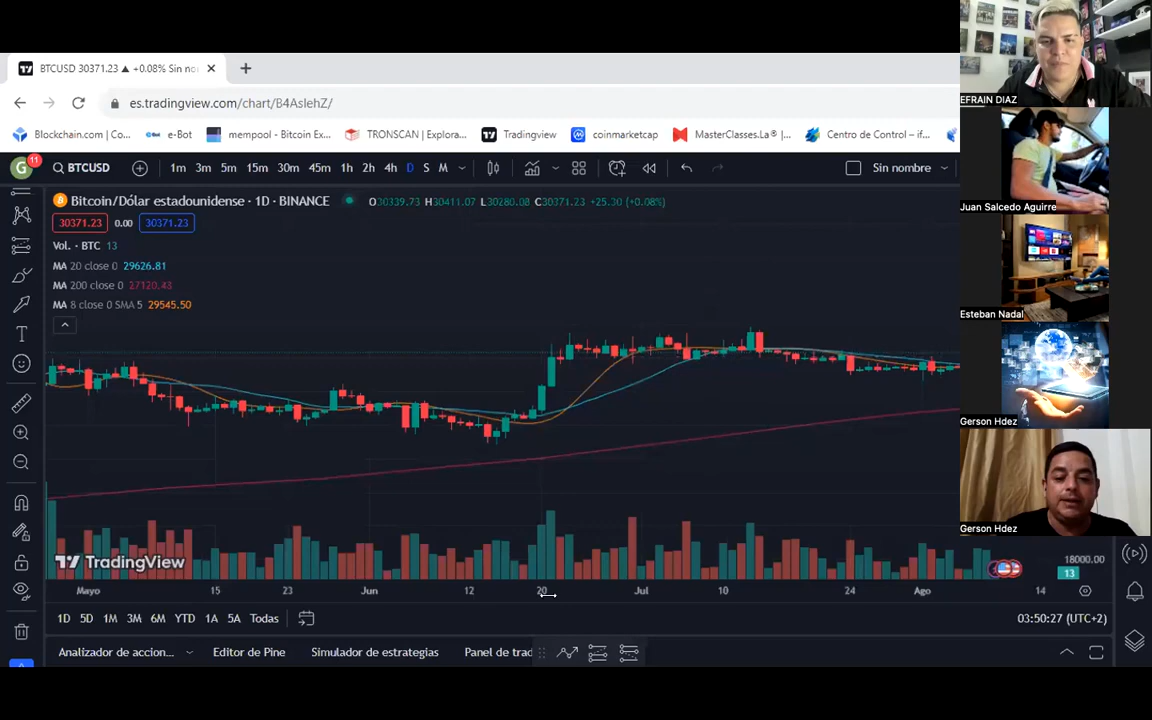 BTCUSD 30371.23 ▲ +0.08% Sin no
es.tradingview.com/chart/B4AslehZ/
Blockchain.com | Co... e-Bot mempool - Bitcoin Ex... TRONSCAN | Explora... Tradingview coinmarketcap MasterClasses.La® |... Centro de Control – if...
G 11 BTCUSD 1m 3m 5m 15m 30m 45m 1h 2h 4h D S M Sin nombre
Bitcoin/Dólar estadounidense · 1D · BINANCE O30339.73 H30411.07 L30280.08 C30371.23 +25.30 (+0.08%)
30371.23 0.00 30371.23
Vol. · BTC 13
MA 20 close 0 29626.81
MA 200 close 0 27120.43
MA 8 close 0 SMA 5 29545.50
T
TradingView
18000.00
13
Mayo 15 23 Jun 12 20 Jul 10 24 Ago 14
1D 5D 1M 3M 6M YTD 1A 5A Todas 03:50:27 (UTC+2)
Analizador de accion... Editor de Pine Simulador de estrategias Panel de trad
EFRAIN DIAZ
Juan Salcedo Aguirre
Esteban Nadal
Gerson Hdez
Gerson Hdez